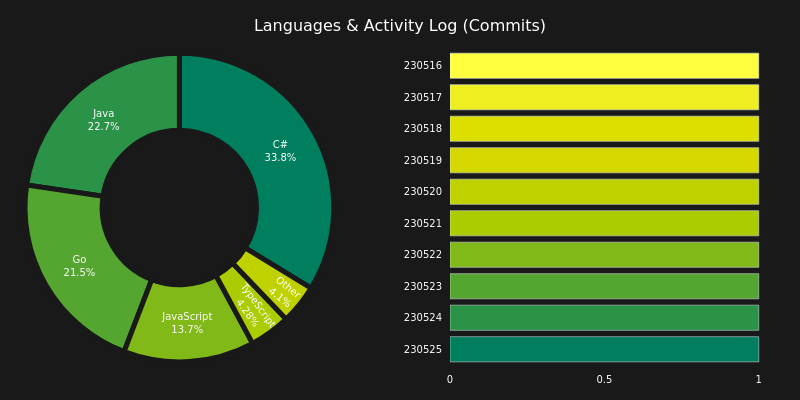 Languages & Activity Log (Commits)
Java
22.7%
C#
33.8%
Go
21.5%
JavaScript
13.7%
TypeScript
4.28%
Other
4.1%
230516
230517
230518
230519
230520
230521
230522
230523
230524
230525
0
0.5
1